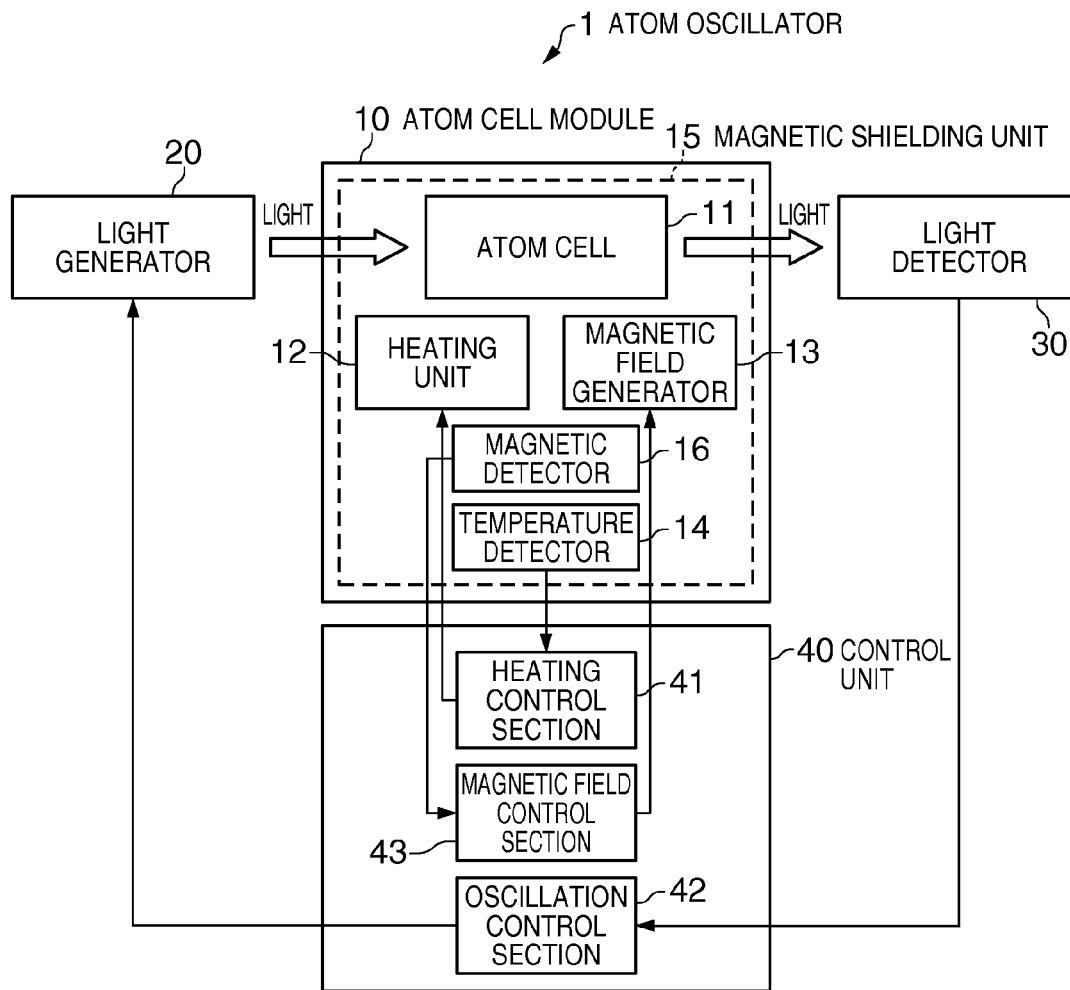 1 ATOM OSCILLATOR
10 ATOM CELL MODULE
15 MAGNETIC SHIELDING UNIT
20
LIGHT
GENERATOR
LIGHT
ATOM CELL
11
LIGHT
LIGHT
DETECTOR
30
12
HEATING
UNIT
MAGNETIC
FIELD
GENERATOR
13
MAGNETIC
DETECTOR
16
TEMPERATURE
DETECTOR
14
40 CONTROL
UNIT
HEATING
CONTROL
SECTION
41
MAGNETIC FIELD
CONTROL
SECTION
43
OSCILLATION
CONTROL
SECTION
42